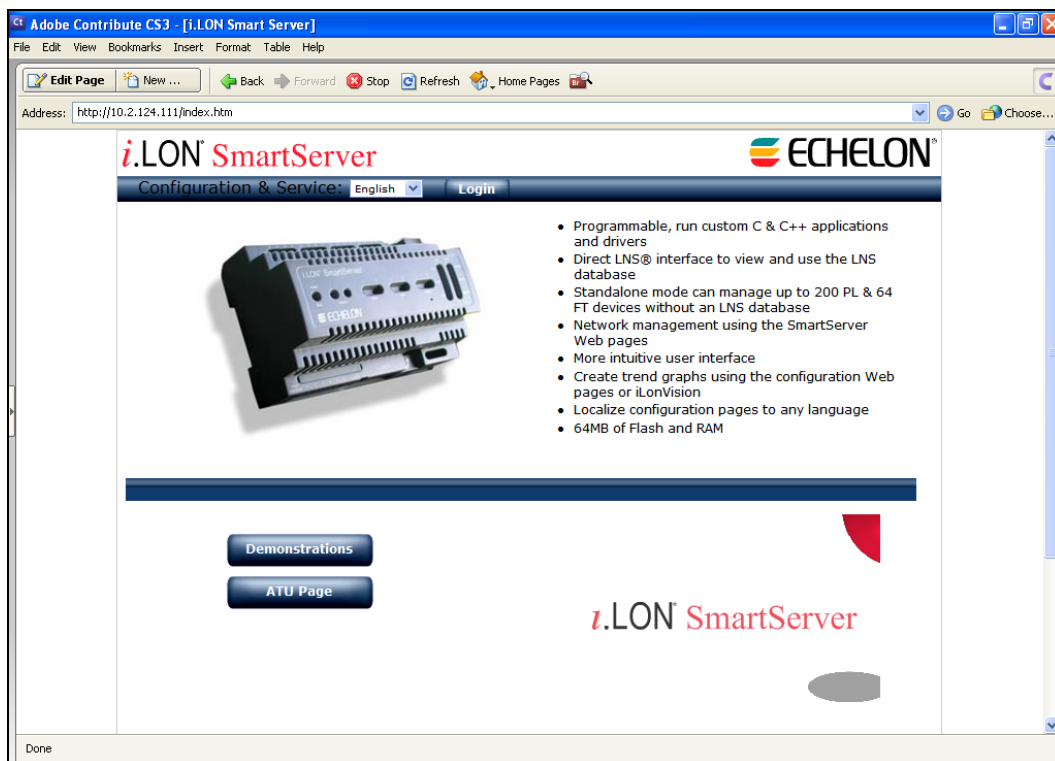 Ct Adobe Contribute CS3 - [i.LON Smart Server]
File Edit View Bookmarks Insert Format Table Help
Edit Page New ... Back Forward Stop Refresh Home Pages
Address: http://10.2.124.111/index.htm Go Choose...
i.LON® SmartServer ECHELON®
Configuration & Service: English Login
• Programmable, run custom C & C++ applications
and drivers
• Direct LNS® interface to view and use the LNS
database
• Standalone mode can manage up to 200 PL & 64
FT devices without an LNS database
• Network management using the SmartServer
Web pages
• More intuitive user interface
• Create trend graphs using the configuration Web
pages or iLonVision
• Localize configuration pages to any language
• 64MB of Flash and RAM
i.LON SmartServer
ECHELON
Demonstrations
ATU Page
i.LON® SmartServer
Done